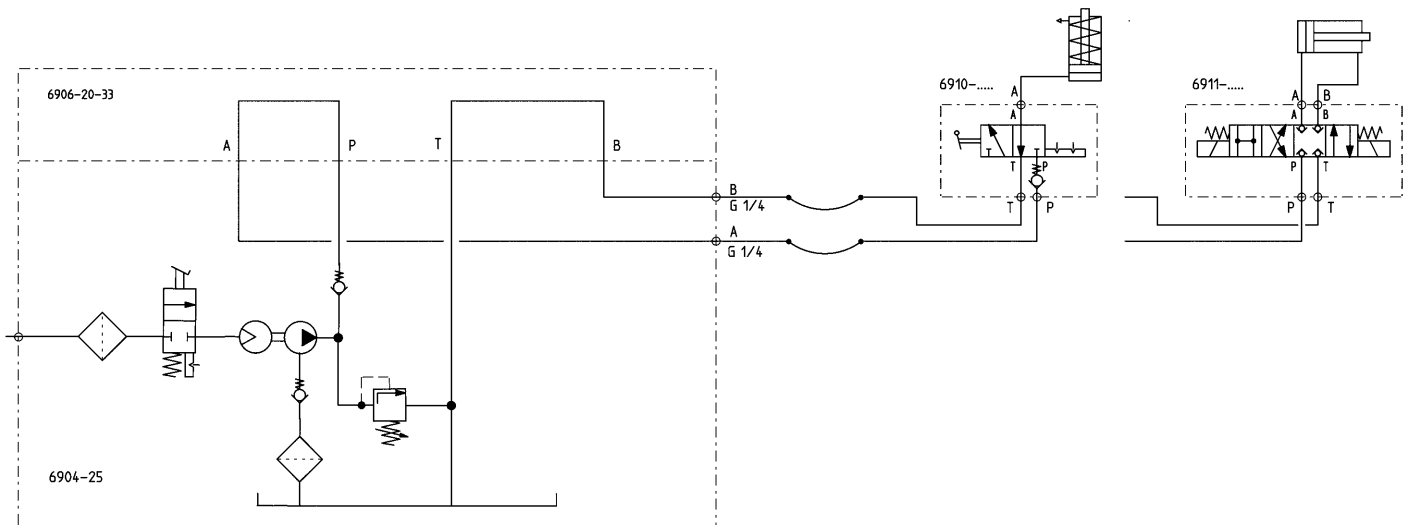 6906-20-33
A
P
T
B
B
G 1/4
A
G 1/4
6904-25
6910-.....
A
A
T
P
T
P
6911-.....
A
B
A
B
P
T
P
T